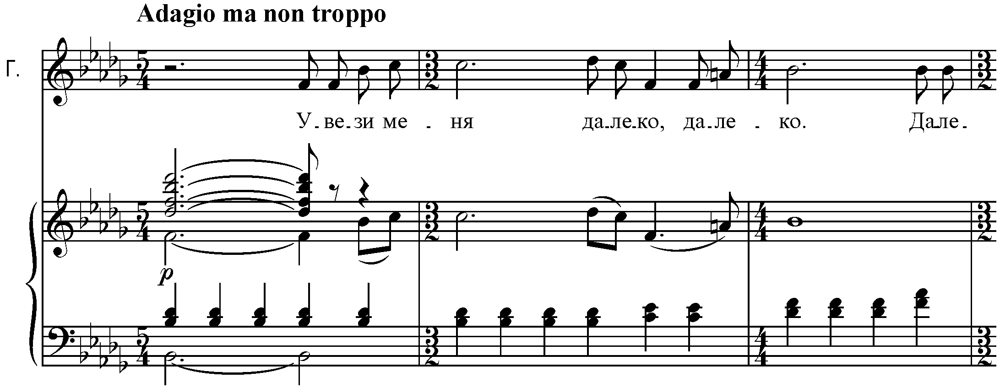 Adagio ma non troppo
Г.
У - ве - зи ме - ня да - ле - ко, да - ле - ко. Да - ле -
p